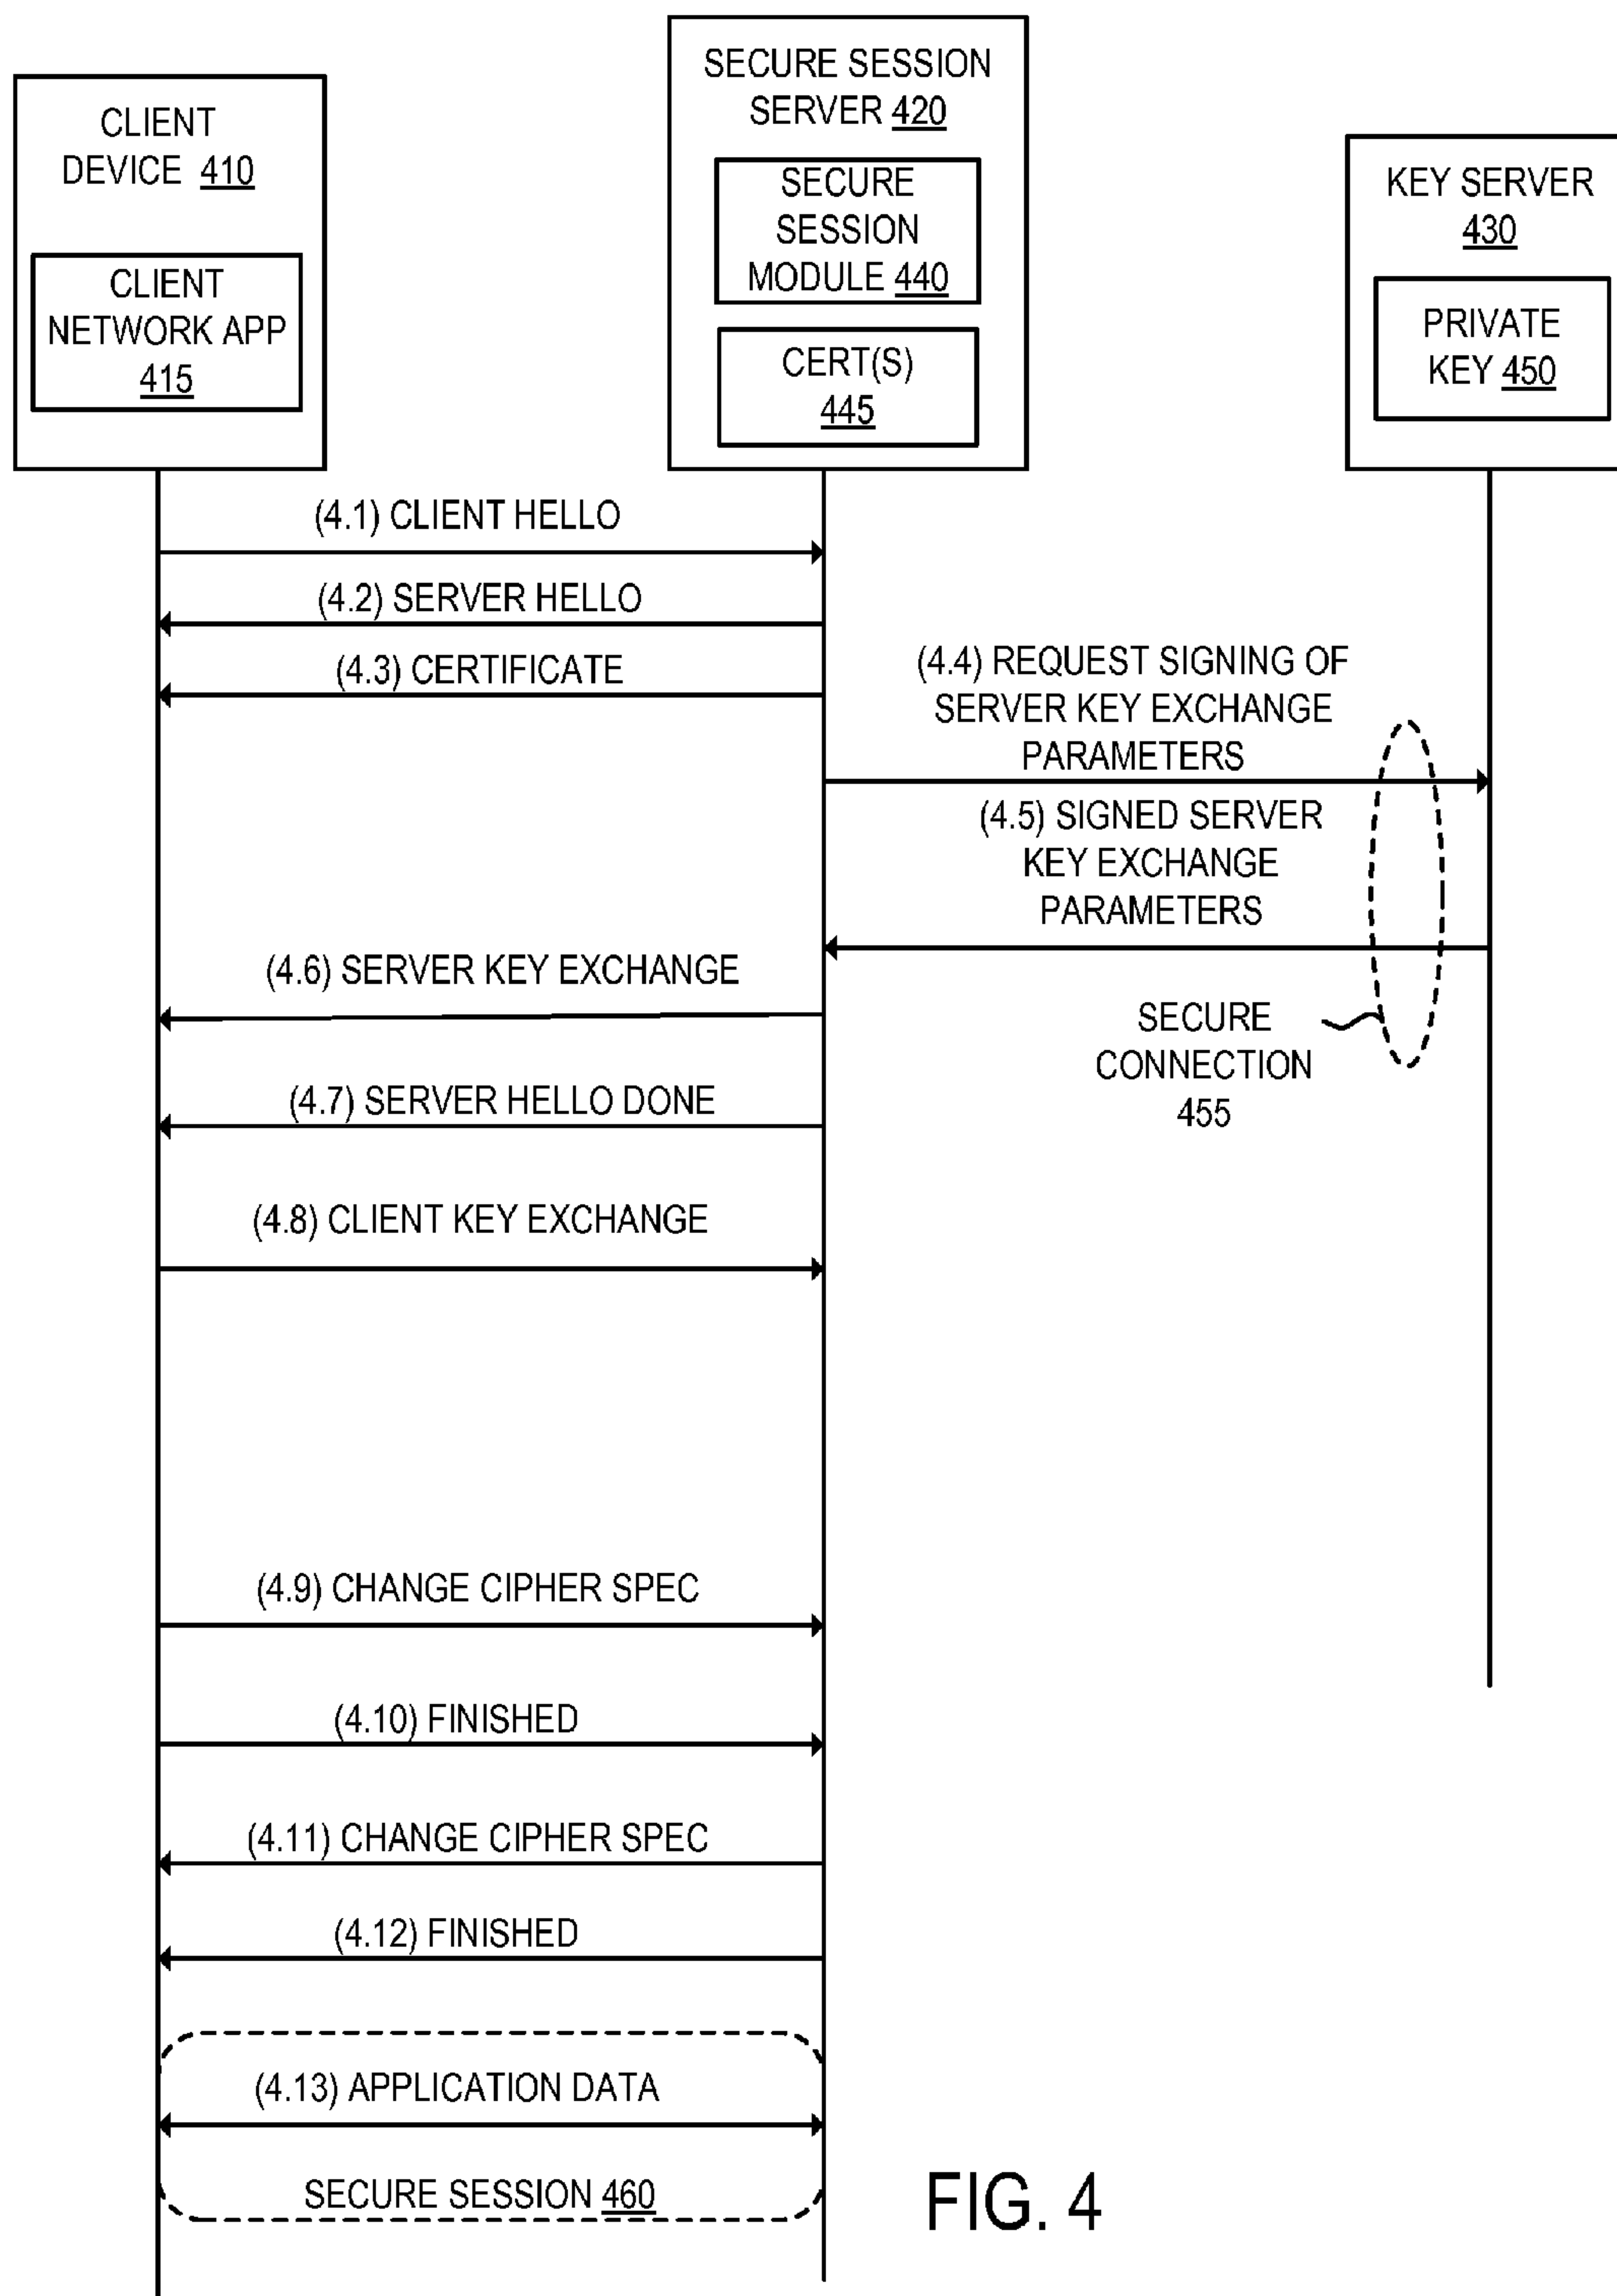 CLIENT
DEVICE 410
CLIENT
NETWORK APP
415
SECURE SESSION
SERVER 420
SECURE
SESSION
MODULE 440
CERT(S)
445
KEY SERVER
430
PRIVATE
KEY 450
(4.1) CLIENT HELLO
(4.2) SERVER HELLO
(4.3) CERTIFICATE
(4.4) REQUEST SIGNING OF
SERVER KEY EXCHANGE
PARAMETERS
(4.5) SIGNED SERVER
KEY EXCHANGE
PARAMETERS
(4.6) SERVER KEY EXCHANGE
SECURE
CONNECTION
455
(4.7) SERVER HELLO DONE
(4.8) CLIENT KEY EXCHANGE
(4.9) CHANGE CIPHER SPEC
(4.10) FINISHED
(4.11) CHANGE CIPHER SPEC
(4.12) FINISHED
(4.13) APPLICATION DATA
SECURE SESSION 460
FIG. 4